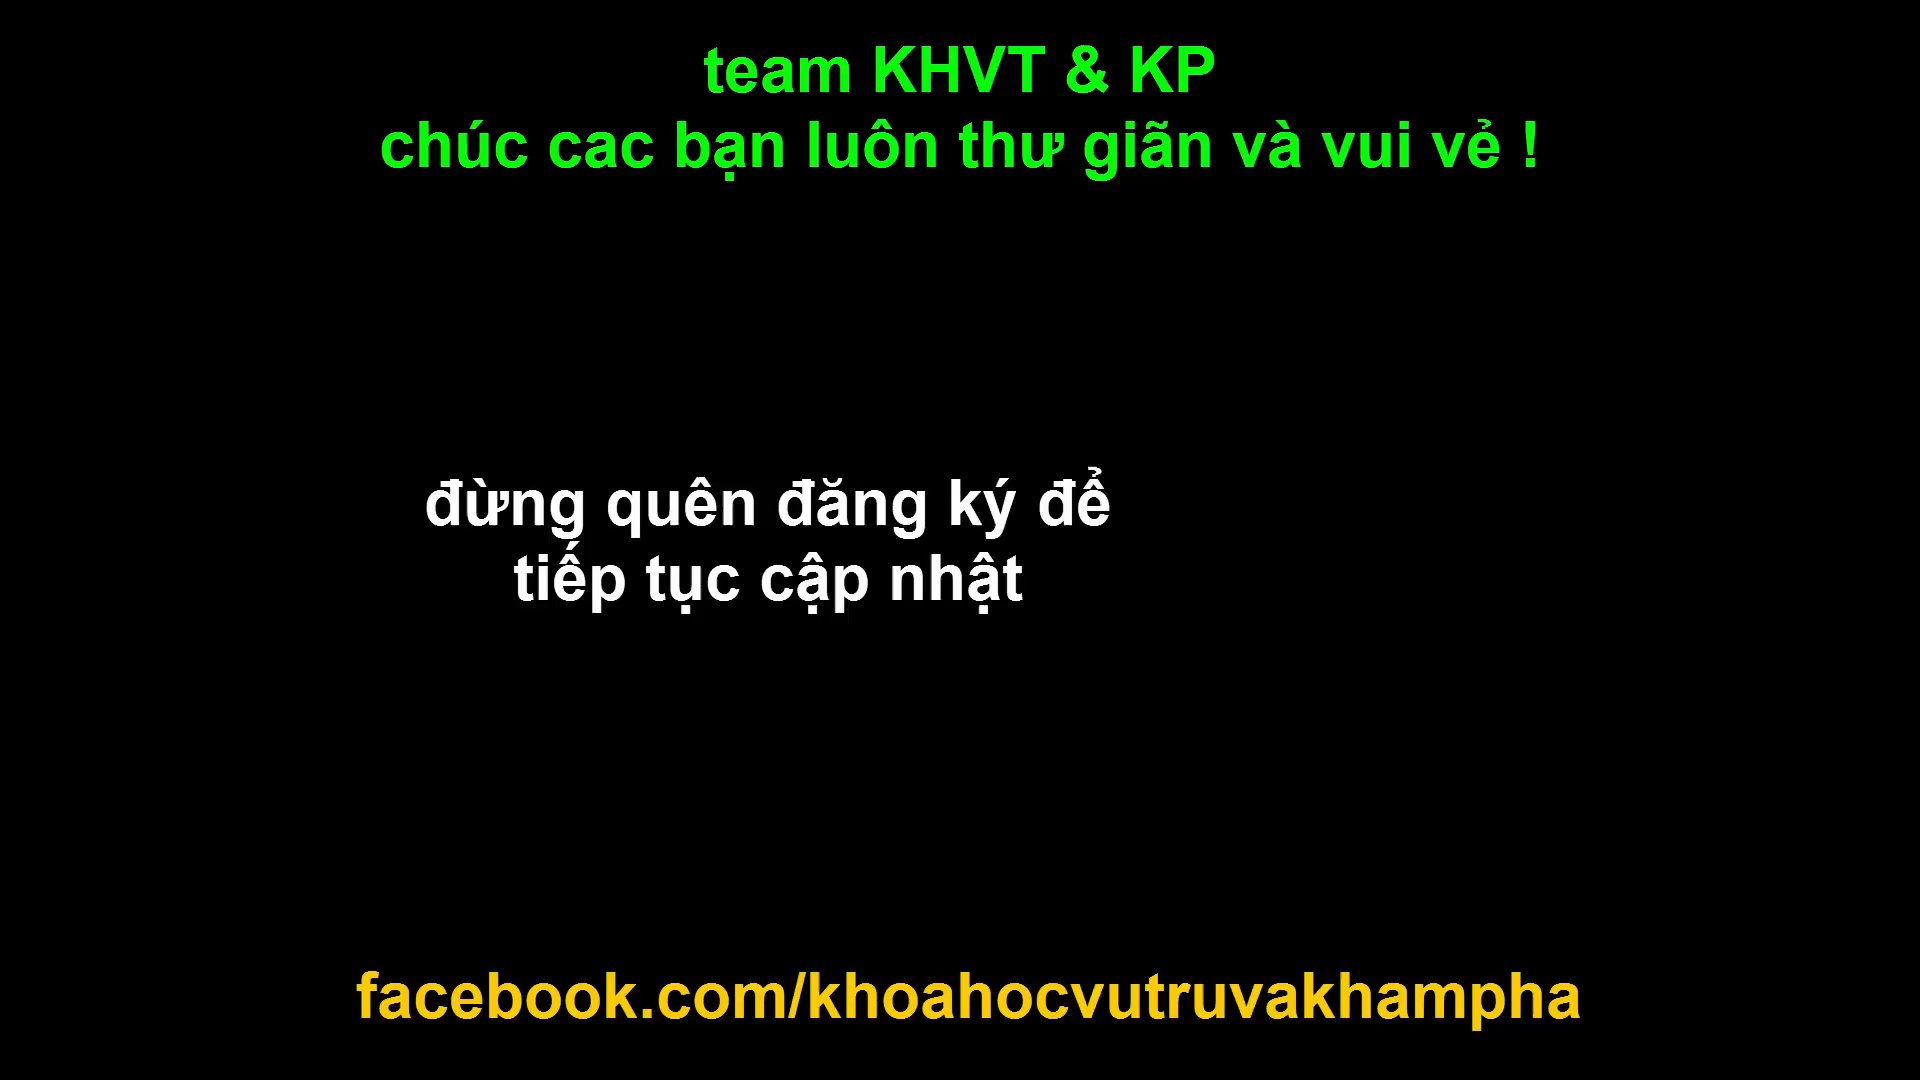 team KHVT & KP
chúc cac bạn luôn thư giãn và vui vẻ !
đừng quên đăng ký để
tiếp tục cập nhật
facebook.com/khoahocvutruvakhampha